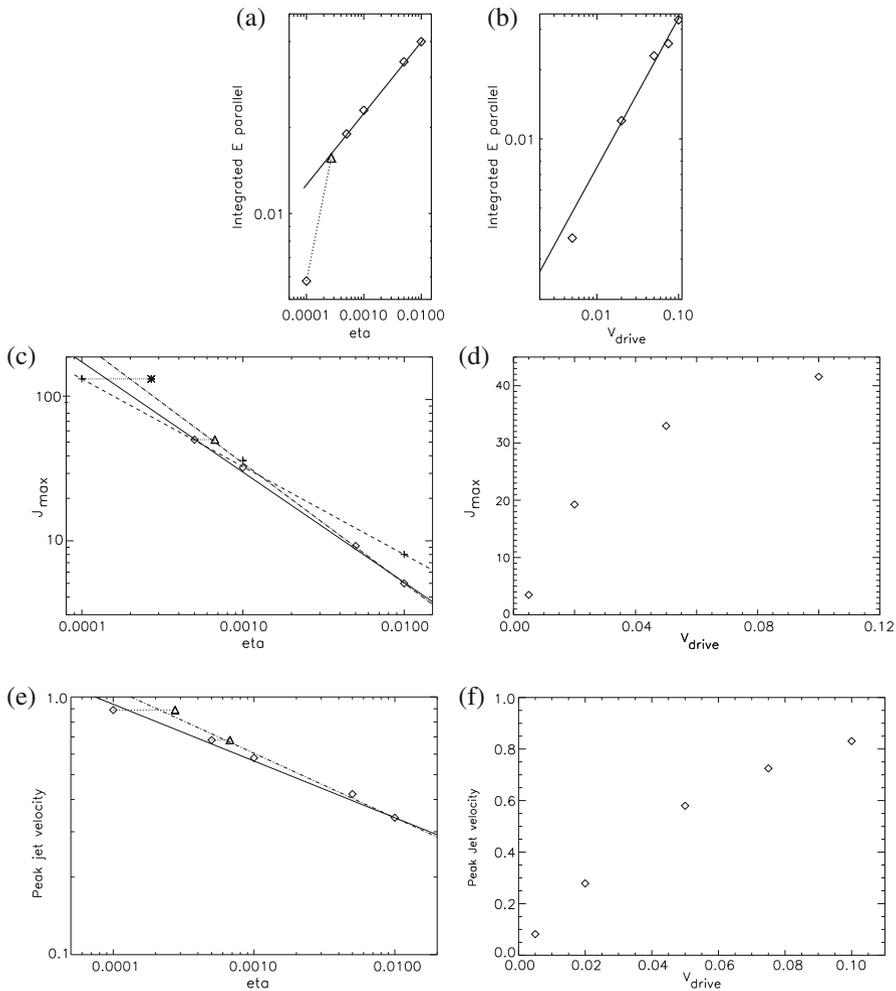 (a)
Integrated E parallel
0.01
0.0001 0.0010 0.0100
eta
(b)
Integrated E parallel
0.01
0.01 0.10
V_drive
(c)
J_max
100
10
0.0001 0.0010 0.0100
eta
(d)
J_max
40
30
20
10
0
0.00 0.04 0.08 0.12
V_drive
(e)
Peak jet velocity
1.0
0.1
0.0001 0.0010 0.0100
eta
(f)
Peak Jet velocity
1.0
0.8
0.6
0.4
0.2
0.0
0.00 0.02 0.04 0.06 0.08 0.10
V_drive